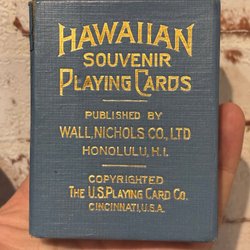 HAWAIIAN
SOUVENIR
PLAYING CARDS
PUBLISHED BY
WALL, NICHOLS CO., LTD
HONOLULU, H.I.
COPYRIGHTED
THE U.S. PLAYING CARD CO.
CINCINNATI, U.S.A.